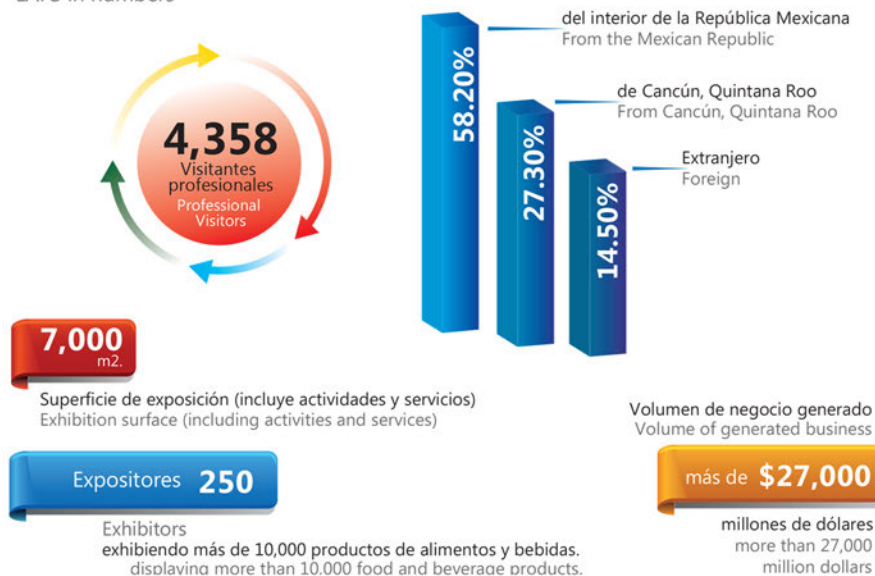 in numbers
4,358
Visitantes
profesionales
Professional
Visitors
58.20%
del interior de la República Mexicana
From the Mexican Republic
27.30%
de Cancún, Quintana Roo
From Cancún, Quintana Roo
14.50%
Extranjero
Foreign
7,000
m2.
Superficie de exposición (incluye actividades y servicios)
Exhibition surface (including activities and services)
Expositores 250
Exhibitors
exhibiendo más de 10,000 productos de alimentos y bebidas.
displaying more than 10.000 food and beverage products.
Volumen de negocio generado
Volume of generated business
más de $27,000
millones de dólares
more than 27,000
million dollars